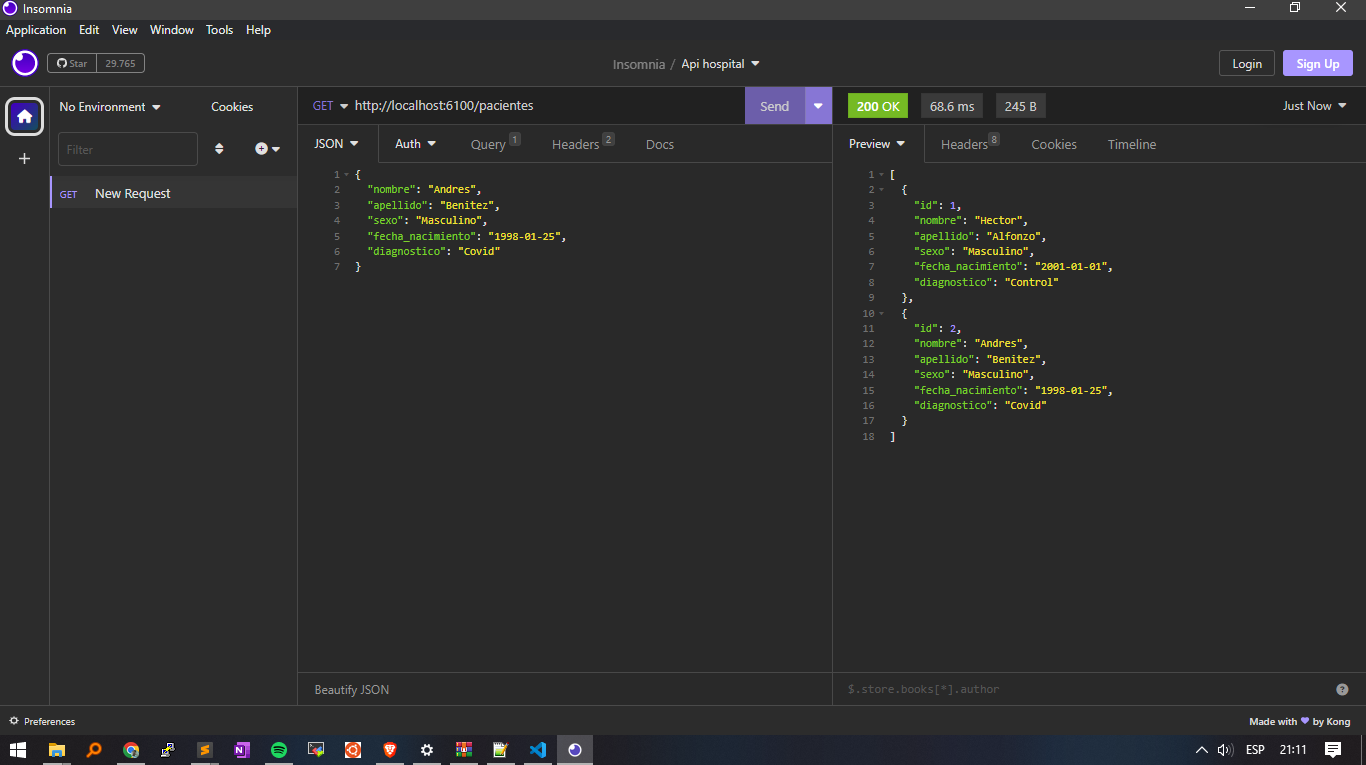 Insomnia
Application Edit View Window Tools Help
Star 29.765
Insomnia / Api hospital
Login Sign Up
No Environment Cookies
Filter
GET New Request
GET http://localhost:6100/pacientes Send
JSON Auth Query 1 Headers 2 Docs
1 {
2 "nombre": "Andres",
3 "apellido": "Benitez",
4 "sexo": "Masculino",
5 "fecha_nacimiento": "1998-01-25",
6 "diagnostico": "Covid"
7 }
Beautify JSON
200 OK 68.6 ms 245 B Just Now
Preview Headers 8 Cookies Timeline
1 [
2 {
3 "id": 1,
4 "nombre": "Hector",
5 "apellido": "Alfonzo",
6 "sexo": "Masculino",
7 "fecha_nacimiento": "2001-01-01",
8 "diagnostico": "Control"
9 },
10 {
11 "id": 2,
12 "nombre": "Andres",
13 "apellido": "Benitez",
14 "sexo": "Masculino",
15 "fecha_nacimiento": "1998-01-25",
16 "diagnostico": "Covid"
17 }
18 ]
$.store.books[*].author
Preferences
Made with 💜 by Kong
ESP 21:11